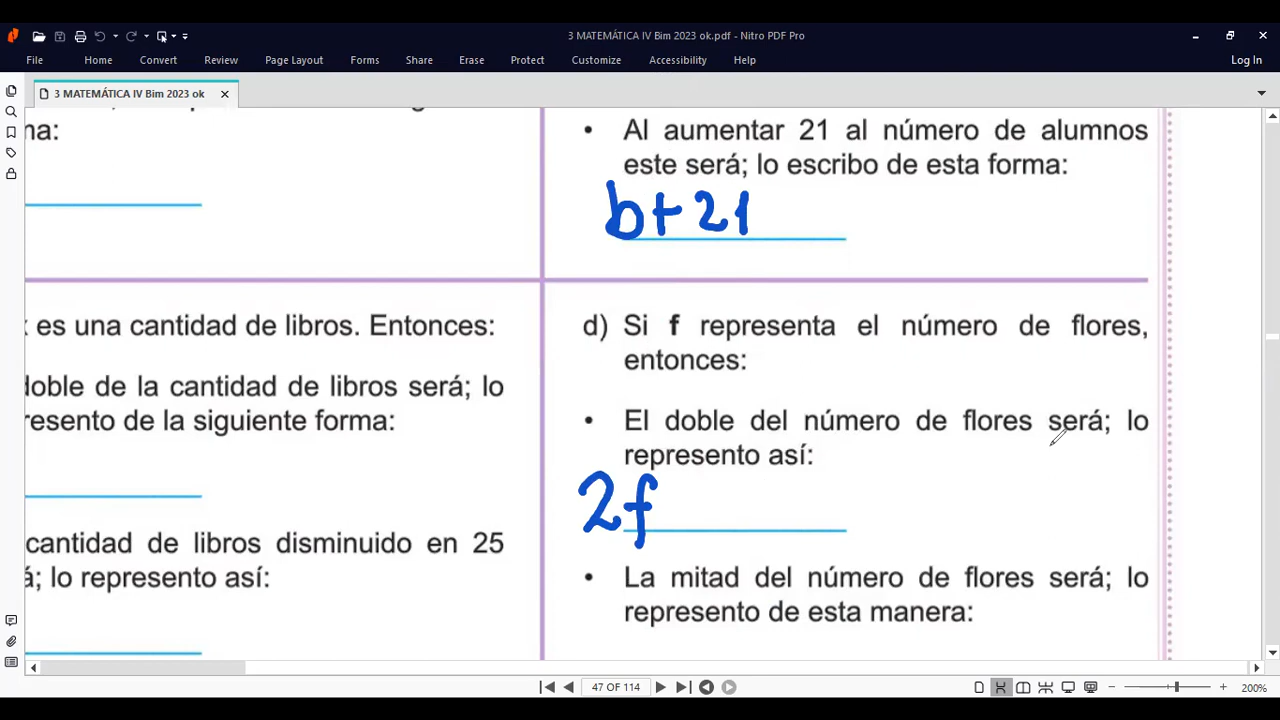 3 MATEMÁTICA IV Bim 2023 ok.pdf - Nitro PDF Pro
File Home Convert Review Page Layout Forms Share Erase Protect Customize Accessibility Help Log In
3 MATEMÁTICA IV Bim 2023 ok
ma:
es una cantidad de libros. Entonces:
doble de la cantidad de libros será; lo
resento de la siguiente forma:
cantidad de libros disminuido en 25
á; lo represento así:
• Al aumentar 21 al número de alumnos
este será; lo escribo de esta forma:
b+21
d) Si f representa el número de flores,
entonces:
• El doble del número de flores será; lo
represento así:
2f
• La mitad del número de flores será; lo
represento de esta manera:
47 OF 114
200%